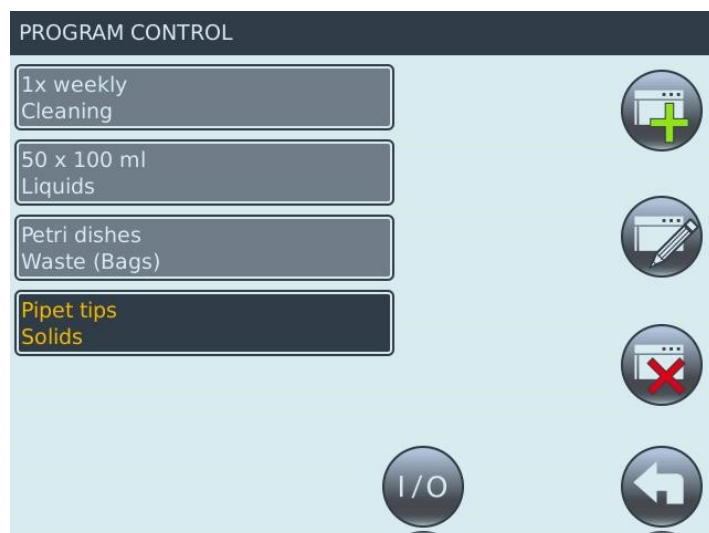 PROGRAM CONTROL
1x weekly
Cleaning
50 x 100 ml
Liquids
Petri dishes
Waste (Bags)
Pipet tips
Solids
I/O